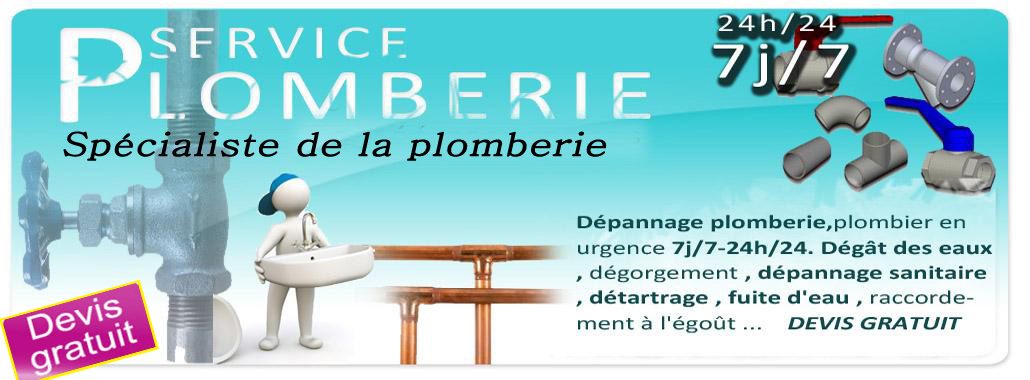 SERVICE
PLOMBERIE
Spécialiste de la plomberie
24h/24
7j/7
Dépannage plomberie,plombier en
urgence 7j/7-24h/24. Dégât des eaux
, dégorgement , dépannage sanitaire
, détartrage , fuite d'eau , raccorde-
ment à l'égoût ... DEVIS GRATUIT
Devis
gratuit